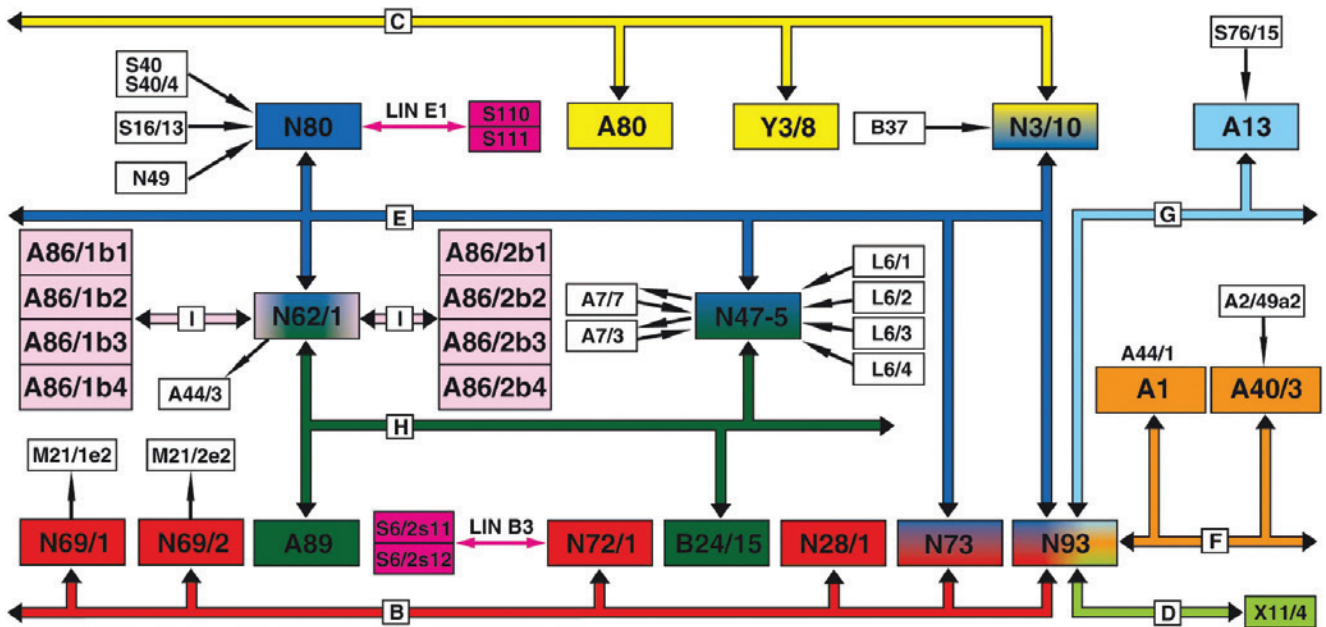 C
S76/15
S40
S40/4
S16/13
N49
N80
LIN E1
S110
S111
A80
Y3/8
B37
N3/10
A13
E
G
A86/1b1
A86/1b2
A86/1b3
A86/1b4
I
N62/1
I
A44/3
A86/2b1
A86/2b2
A86/2b3
A86/2b4
A7/7
A7/3
N47-5
L6/1
L6/2
L6/3
L6/4
A2/49a2
A44/1
A1
A40/3
H
M21/1e2
M21/2e2
N69/1
N69/2
A89
S6/2s11
S6/2s12
LIN B3
N72/1
B24/15
N28/1
N73
N93
F
B
D
X11/4